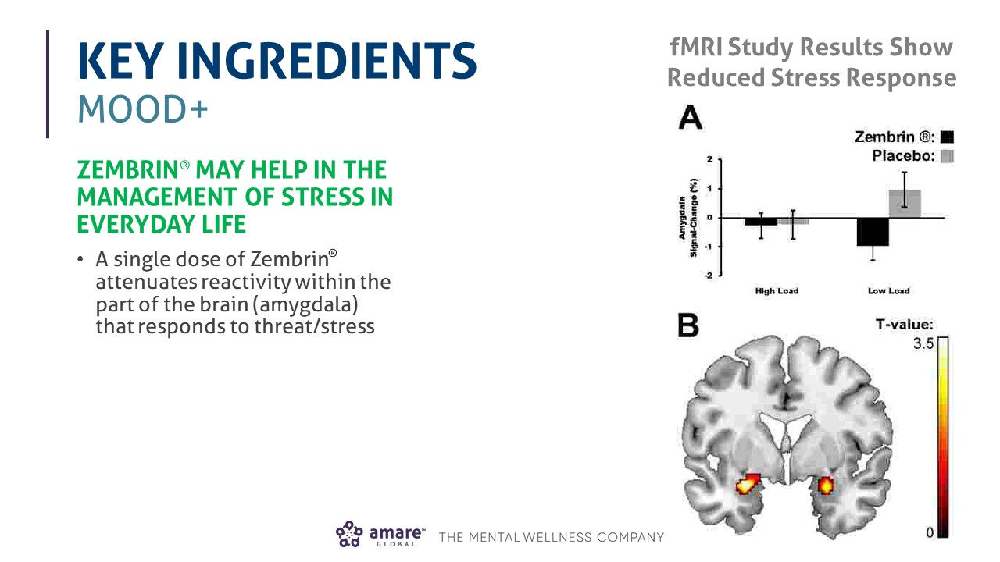 KEY INGREDIENTS
MOOD+
ZEMBRIN® MAY HELP IN THE
MANAGEMENT OF STRESS IN
EVERYDAY LIFE
• A single dose of Zembrin®
attenuates reactivity within the
part of the brain (amygdala)
that responds to threat/stress
fMRI Study Results Show
Reduced Stress Response
A
Zembrin ®:
Placebo:
Amygdala
Signal-Change (%)
2
1
0
-1
-2
High Load
Low Load
B
T-value:
3.5
0
amare™
GLOBAL
THE MENTAL WELLNESS COMPANY